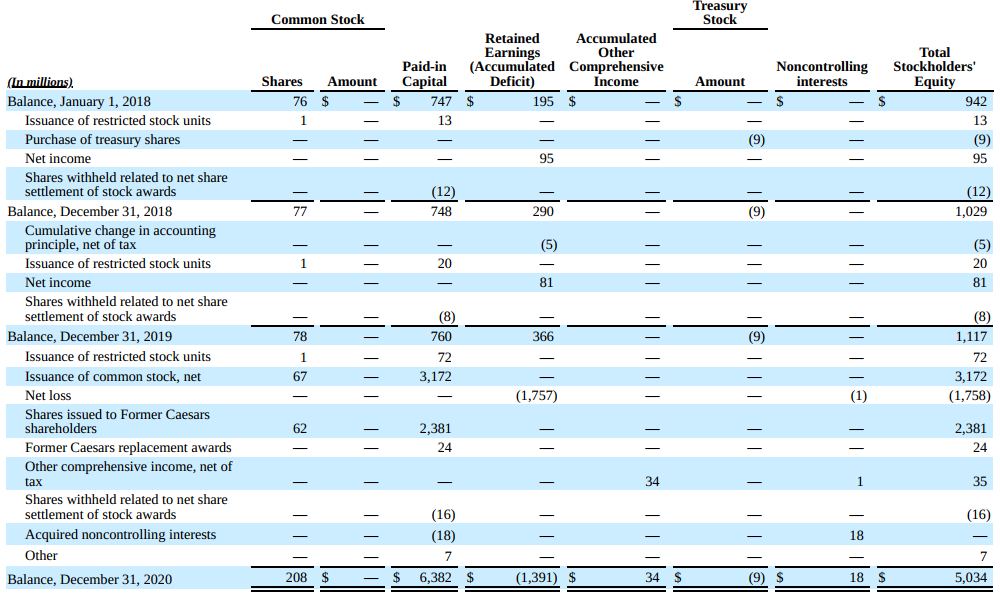 Treasury
Common Stock Stock
Retained Accumulated
Earnings Other Total
Paid-in (Accumulated Comprehensive Noncontrolling Stockholders'
(In millions) Shares Amount Capital Deficit) Income Amount interests Equity
Balance, January 1, 2018 76 $ — $ 747 $ 195 $ — $ — $ — $ 942
Issuance of restricted stock units 1 — 13 — — — — 13
Purchase of treasury shares — — — — — (9) — (9)
Net income — — — 95 — — — 95
Shares withheld related to net share
settlement of stock awards — — (12) — — — — (12)
Balance, December 31, 2018 77 — 748 290 — (9) — 1,029
Cumulative change in accounting
principle, net of tax — — — (5) — — — (5)
Issuance of restricted stock units 1 — 20 — — — — 20
Net income — — — 81 — — — 81
Shares withheld related to net share
settlement of stock awards — — (8) — — — — (8)
Balance, December 31, 2019 78 — 760 366 — (9) — 1,117
Issuance of restricted stock units 1 — 72 — — — — 72
Issuance of common stock, net 67 — 3,172 — — — — 3,172
Net loss — — — (1,757) — — (1) (1,758)
Shares issued to Former Caesars
shareholders 62 — 2,381 — — — — 2,381
Former Caesars replacement awards — — 24 — — — — 24
Other comprehensive income, net of
tax — — — — 34 — 1 35
Shares withheld related to net share
settlement of stock awards — — (16) — — — — (16)
Acquired noncontrolling interests — — (18) — — — 18 —
Other — — 7 — — — — 7
Balance, December 31, 2020 208 $ — $ 6,382 $ (1,391) $ 34 $ (9) $ 18 $ 5,034